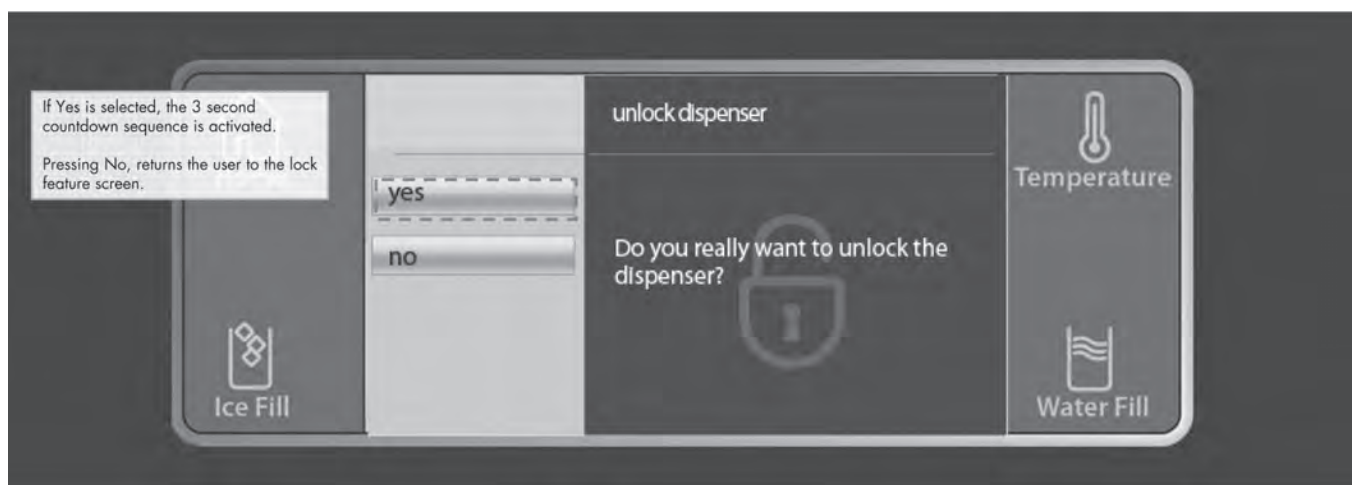 If Yes is selected, the 3 second
countdown sequence is activated.
Pressing No, returns the user to the lock
feature screen.
yes
no
unlock dispenser
Do you really want to unlock the
dispenser?
Temperature
Ice Fill
Water Fill